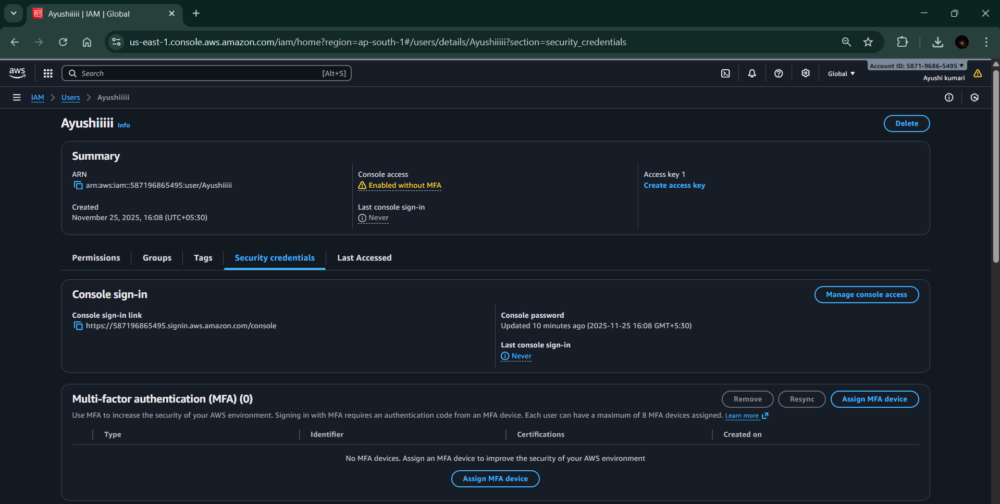 Ayushiiiii | IAM | Global
us-east-1.console.aws.amazon.com/iam/home?region=ap-south-1#/users/details/Ayushiiiii?section=security_credentials
aws
Search
[Alt+S]
Global
Account ID: 5871-9686-5495
Ayushi kumari
IAM
Users
Ayushiiiii
Ayushiiiii
Info
Delete
Summary
ARN
arn:aws:iam::587196865495:user/Ayushiiiii
Created
November 25, 2025, 16:08 (UTC+05:30)
Console access
Enabled without MFA
Last console sign-in
Never
Access key 1
Create access key
Permissions
Groups
Tags
Security credentials
Last Accessed
Console sign-in
Manage console access
Console sign-in link
https://587196865495.signin.aws.amazon.com/console
Console password
Updated 10 minutes ago (2025-11-25 16:08 GMT+5:30)
Last console sign-in
Never
Multi-factor authentication (MFA) (0)
Remove
Resync
Assign MFA device
Use MFA to increase the security of your AWS environment. Signing in with MFA requires an authentication code from an MFA device. Each user can have a maximum of 8 MFA devices assigned. Learn more
Type
Identifier
Certifications
Created on
No MFA devices. Assign an MFA device to improve the security of your AWS environment
Assign MFA device